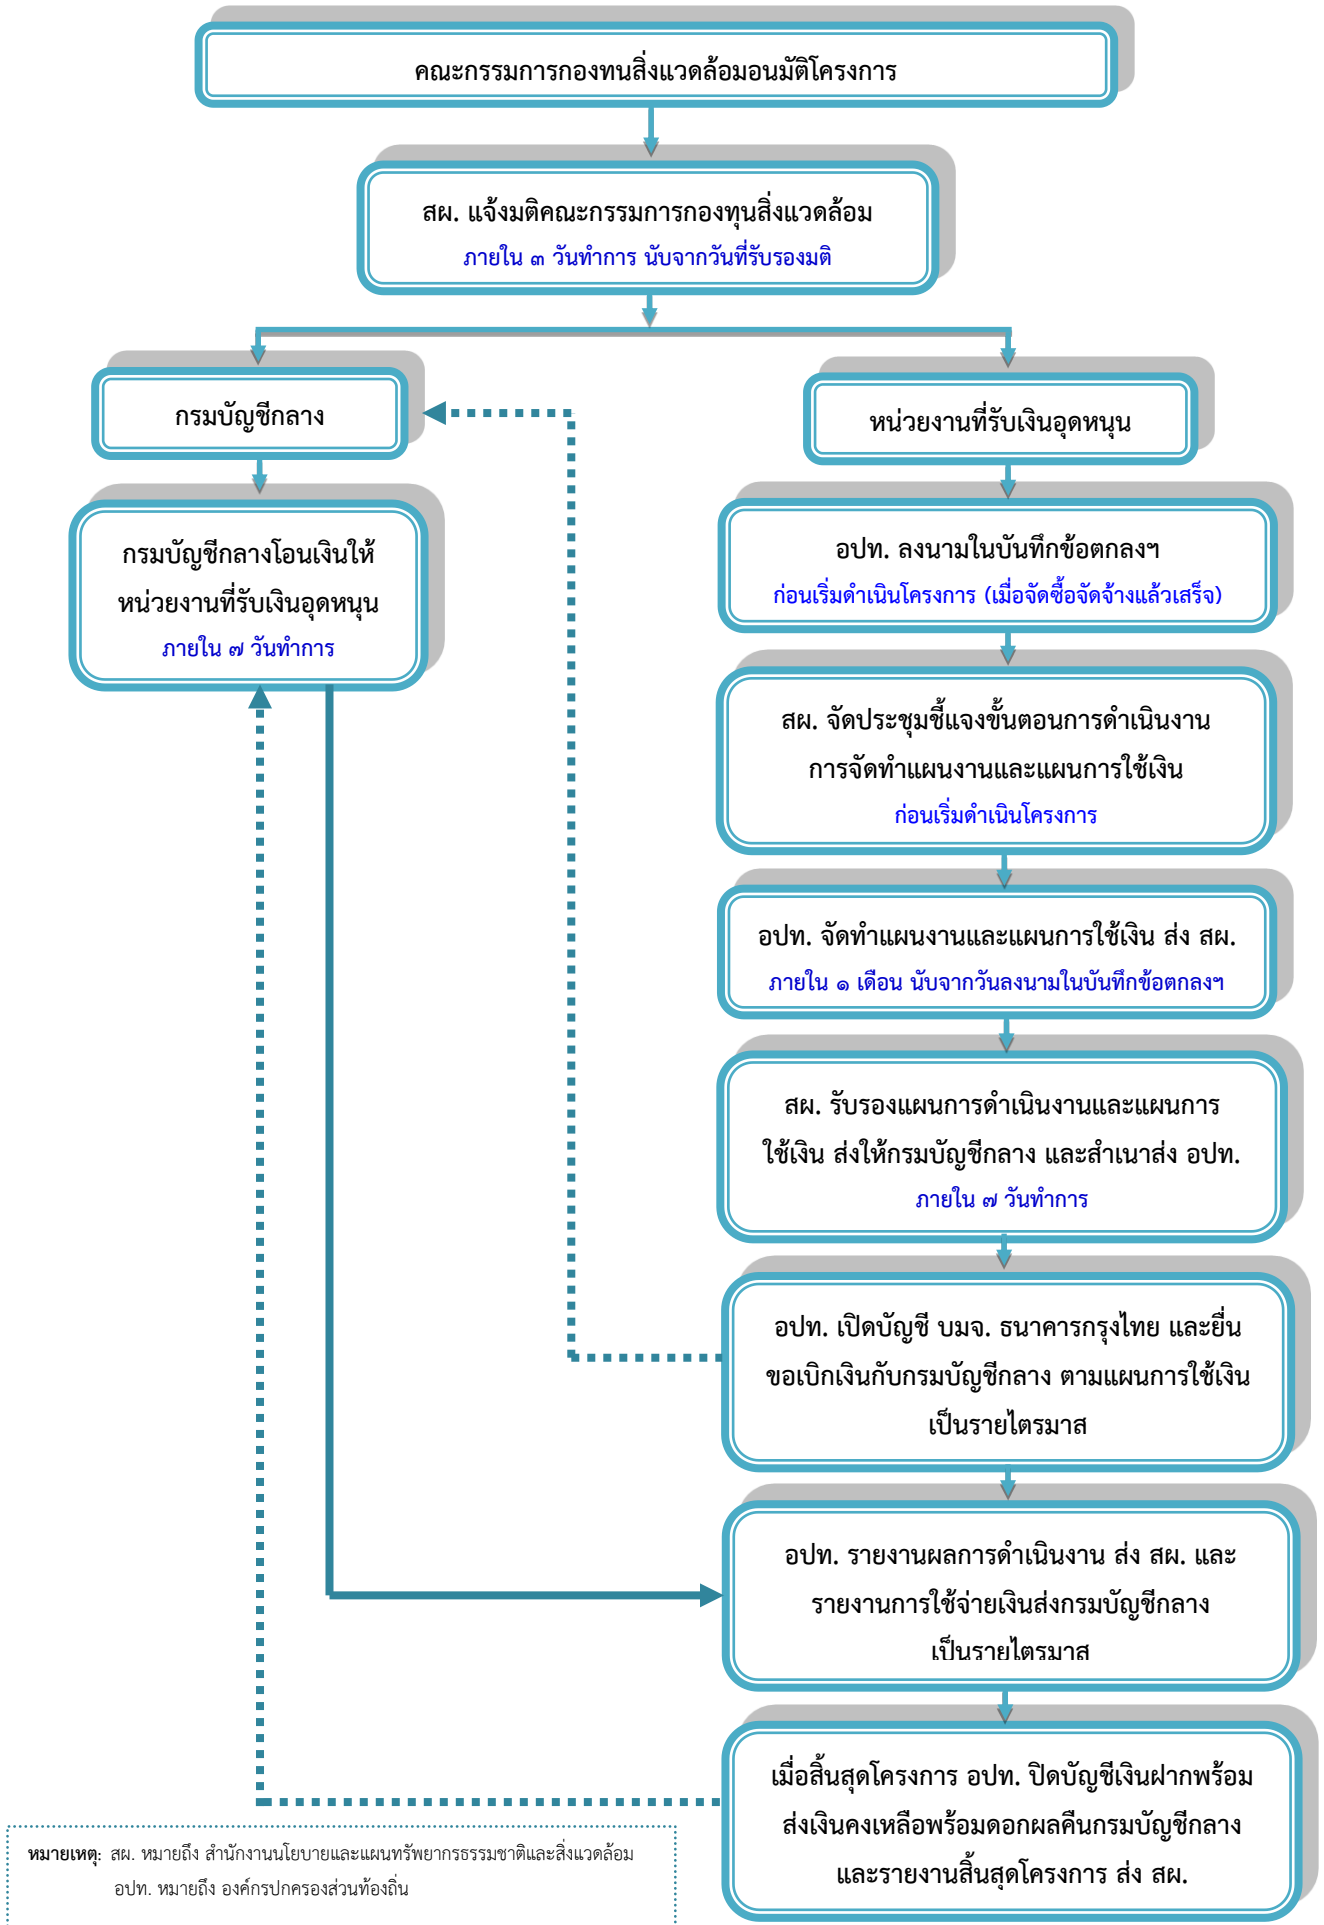 คณะกรรมการกองทนสิ่งแวดล้อมอนมัติโครงการ
สผ. แจ้งมติคณะกรรมการกองทุนสิ่งแวดล้อม
ภายใน ๓ วันทำการ นับจากวันที่รับรองมติ
กรมบัญชีกลาง
หน่วยงานที่รับเงินอุดหนุน
กรมบัญชีกลางโอนเงินให้
หน่วยงานที่รับเงินอุดหนุน
ภายใน ๗ วันทำการ
อปท. ลงนามในบันทึกข้อตกลงฯ
ก่อนเริ่มดำเนินโครงการ (เมื่อจัดซื้อจัดจ้างแล้วเสร็จ)
สผ. จัดประชุมชี้แจงขั้นตอนการดำเนินงาน
การจัดทำแผนงานและแผนการใช้เงิน
ก่อนเริ่มดำเนินโครงการ
อปท. จัดทำแผนงานและแผนการใช้เงิน ส่ง สผ.
ภายใน ๑ เดือน นับจากวันลงนามในบันทึกข้อตกลงฯ
สผ. รับรองแผนการดำเนินงานและแผนการ
ใช้เงิน ส่งให้กรมบัญชีกลาง และสำเนาส่ง อปท.
ภายใน ๗ วันทำการ
อปท. เปิดบัญชี บมจ. ธนาคารกรุงไทย และยื่น
ขอเบิกเงินกับกรมบัญชีกลาง ตามแผนการใช้เงิน
เป็นรายไตรมาส
อปท. รายงานผลการดำเนินงาน ส่ง สผ. และ
รายงานการใช้จ่ายเงินส่งกรมบัญชีกลาง
เป็นรายไตรมาส
เมื่อสิ้นสุดโครงการ อปท. ปิดบัญชีเงินฝากพร้อม
ส่งเงินคงเหลือพร้อมดอกผลคืนกรมบัญชีกลาง
และรายงานสิ้นสุดโครงการ ส่ง สผ.
หมายเหตุ: สผ. หมายถึง สำนักงานนโยบายและแผนทรัพยากรธรรมชาติและสิ่งแวดล้อม
อปท. หมายถึง องค์กรปกครองส่วนท้องถิ่น